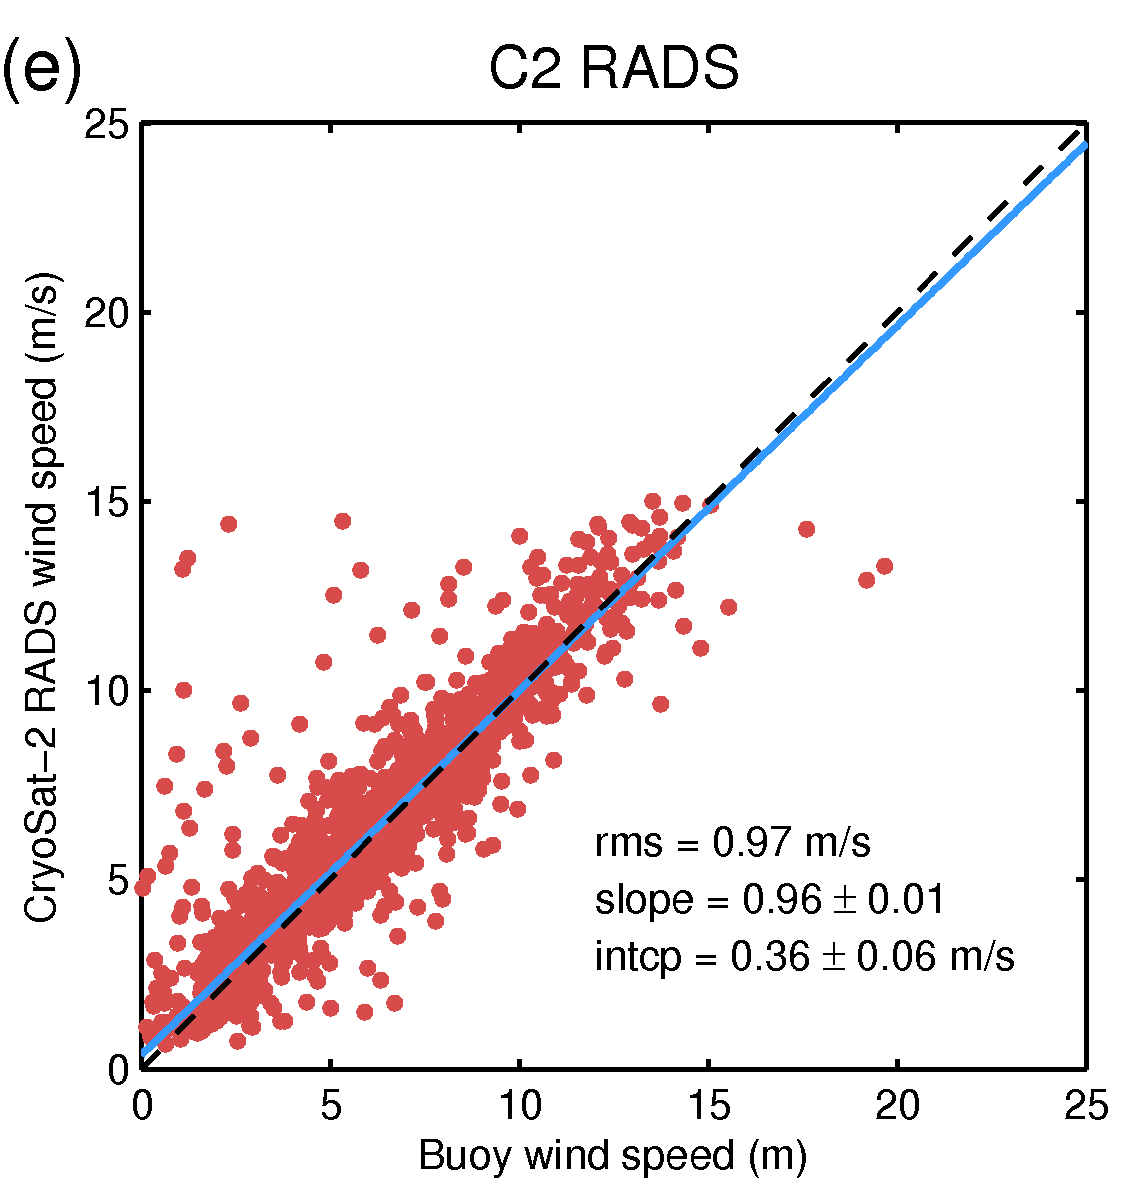 (e)
C2 RADS
25
20
15
10
5
0
CryoSat−2 RADS wind speed (m/s)
rms = 0.97 m/s
slope = 0.96 ± 0.01
intcp = 0.36 ± 0.06 m/s
0 5 10 15 20 25
Buoy wind speed (m)